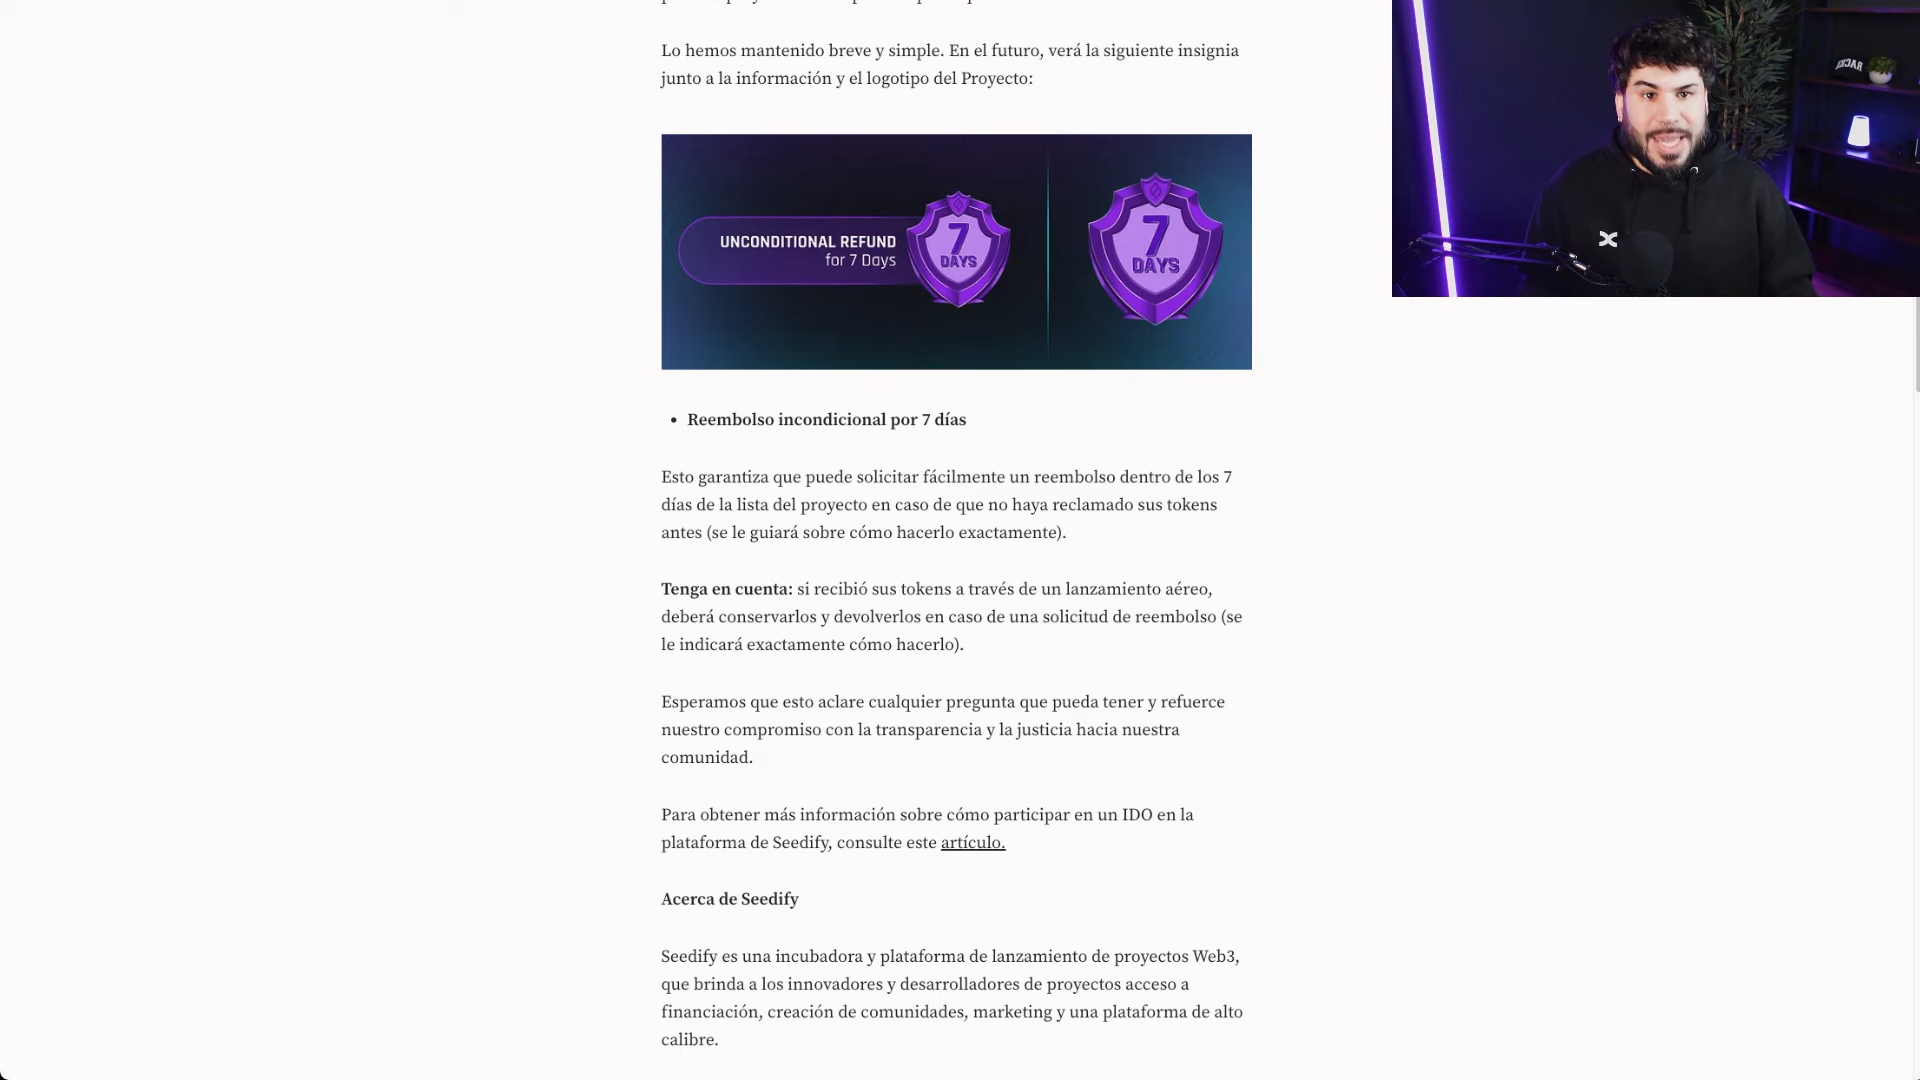 Lo hemos mantenido breve y simple. En el futuro, verá la siguiente insignia
junto a la información y el logotipo del Proyecto:
UNCONDITIONAL REFUND
for 7 Days
7
DAYS
7
DAYS
• Reembolso incondicional por 7 días
Esto garantiza que puede solicitar fácilmente un reembolso dentro de los 7
días de la lista del proyecto en caso de que no haya reclamado sus tokens
antes (se le guiará sobre cómo hacerlo exactamente).
Tenga en cuenta: si recibió sus tokens a través de un lanzamiento aéreo,
deberá conservarlos y devolverlos en caso de una solicitud de reembolso (se
le indicará exactamente cómo hacerlo).
Esperamos que esto aclare cualquier pregunta que pueda tener y refuerce
nuestro compromiso con la transparencia y la justicia hacia nuestra
comunidad.
Para obtener más información sobre cómo participar en un IDO en la
plataforma de Seedify, consulte este artículo.
Acerca de Seedify
Seedify es una incubadora y plataforma de lanzamiento de proyectos Web3,
que brinda a los innovadores y desarrolladores de proyectos acceso a
financiación, creación de comunidades, marketing y una plataforma de alto
calibre.